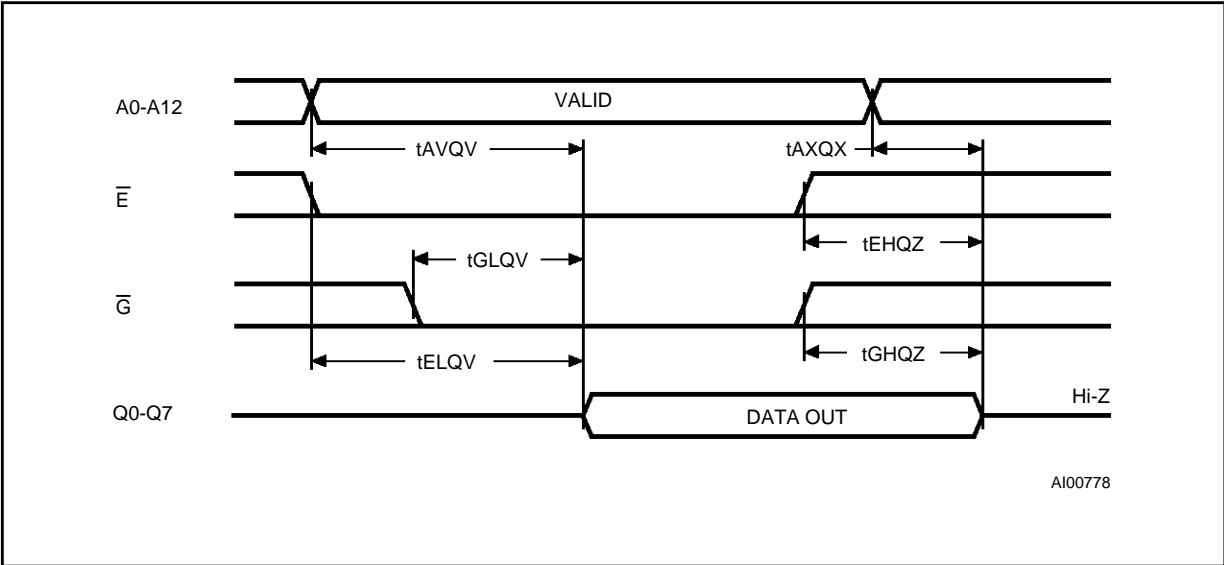 A0-A12
VALID
tAVQV
tAXQX
E̅
tEHQZ
tGLQV
G̅
tGHQZ
tELQV
Q0-Q7
DATA OUT
Hi-Z
AI00778